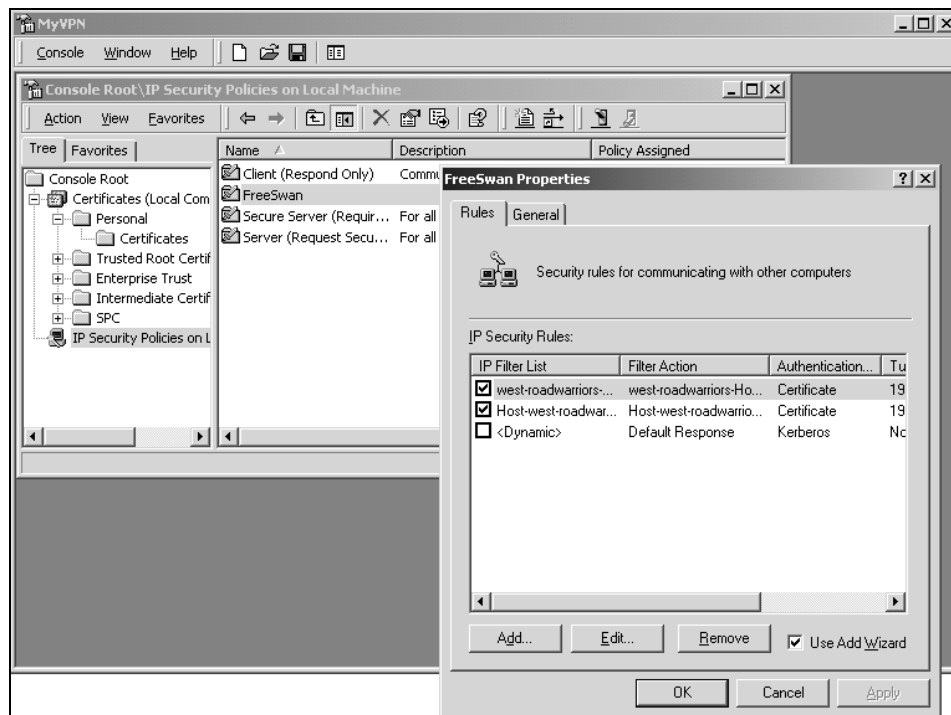 MyVPN
Console Window Help
Console Root\IP Security Policies on Local Machine
Action View Favorites
Tree Favorites
Name Description Policy Assigned
Console Root
Certificates (Local Com
Personal
Certificates
Trusted Root Certif
Enterprise Trust
Intermediate Certif
SPC
IP Security Policies on L
Client (Respond Only) Commu
FreeSwan
Secure Server (Requir... For all
Server (Request Secu... For all
FreeSwan Properties
Rules General
Security rules for communicating with other computers
IP Security Rules:
IP Filter List Filter Action Authentication... Tu
west-roadwarriors-... west-roadwarriors-Ho... Certificate 19
Host-west-roadwar... Host-west-roadwarrio... Certificate 19
<Dynamic> Default Response Kerberos No
Add... Edit... Remove Use Add Wizard
OK Cancel Apply